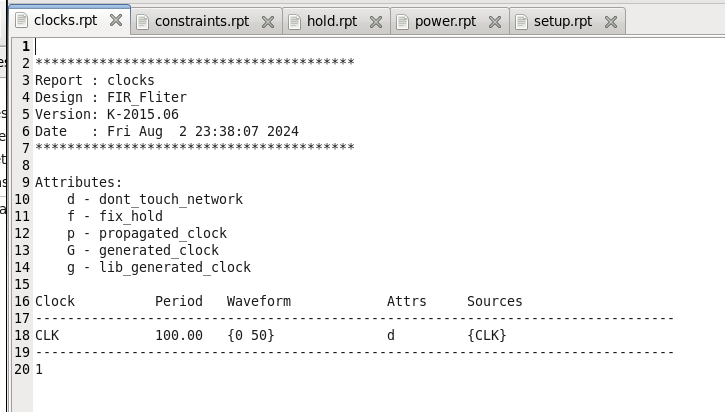 clocks.rpt constraints.rpt hold.rpt power.rpt setup.rpt
1
2 ****************************************
3 Report : clocks
4 Design : FIR_Fliter
5 Version: K-2015.06
6 Date   : Fri Aug  2 23:38:07 2024
7 ****************************************
8
9 Attributes:
10     d - dont_touch_network
11     f - fix_hold
12     p - propagated_clock
13     G - generated_clock
14     g - lib_generated_clock
15
16 Clock          Period   Waveform            Attrs     Sources
17 --------------------------------------------------------------------------------
18 CLK            100.00   {0 50}              d         {CLK}
19 --------------------------------------------------------------------------------
20 1